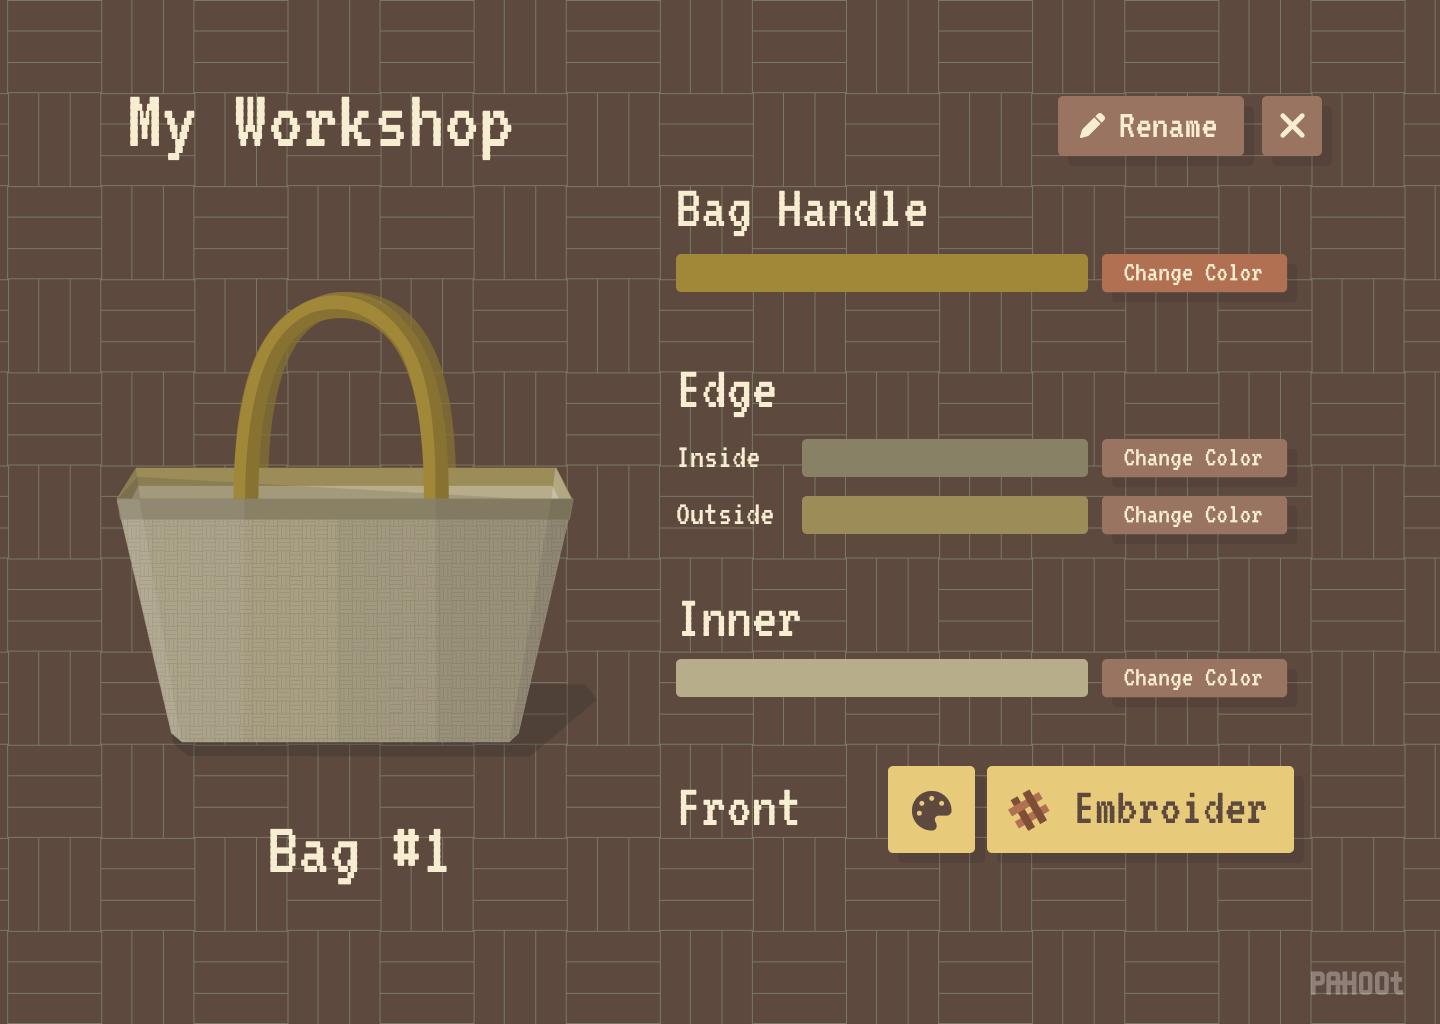 My Workshop
Rename
Bag Handle
Change Color
Edge
Inside
Change Color
Outside
Change Color
Inner
Change Color
Front
Embroider
Bag #1
PAHOOt